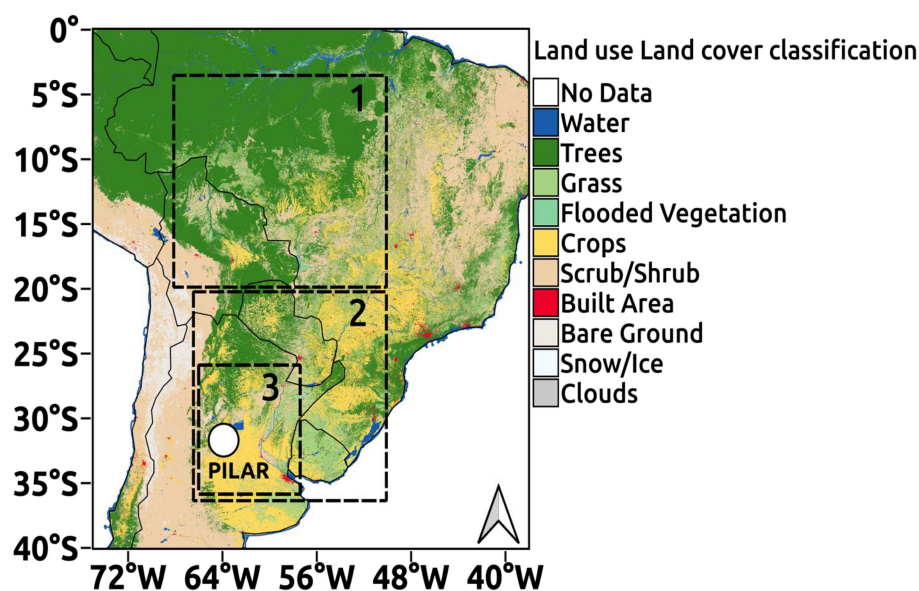 0°
5°S
10°S
15°S
20°S
25°S
30°S
35°S
40°S
72°W 64°W 56°W 48°W 40°W
1
2
3
PILAR
Land use Land cover classification
No Data
Water
Trees
Grass
Flooded Vegetation
Crops
Scrub/Shrub
Built Area
Bare Ground
Snow/Ice
Clouds